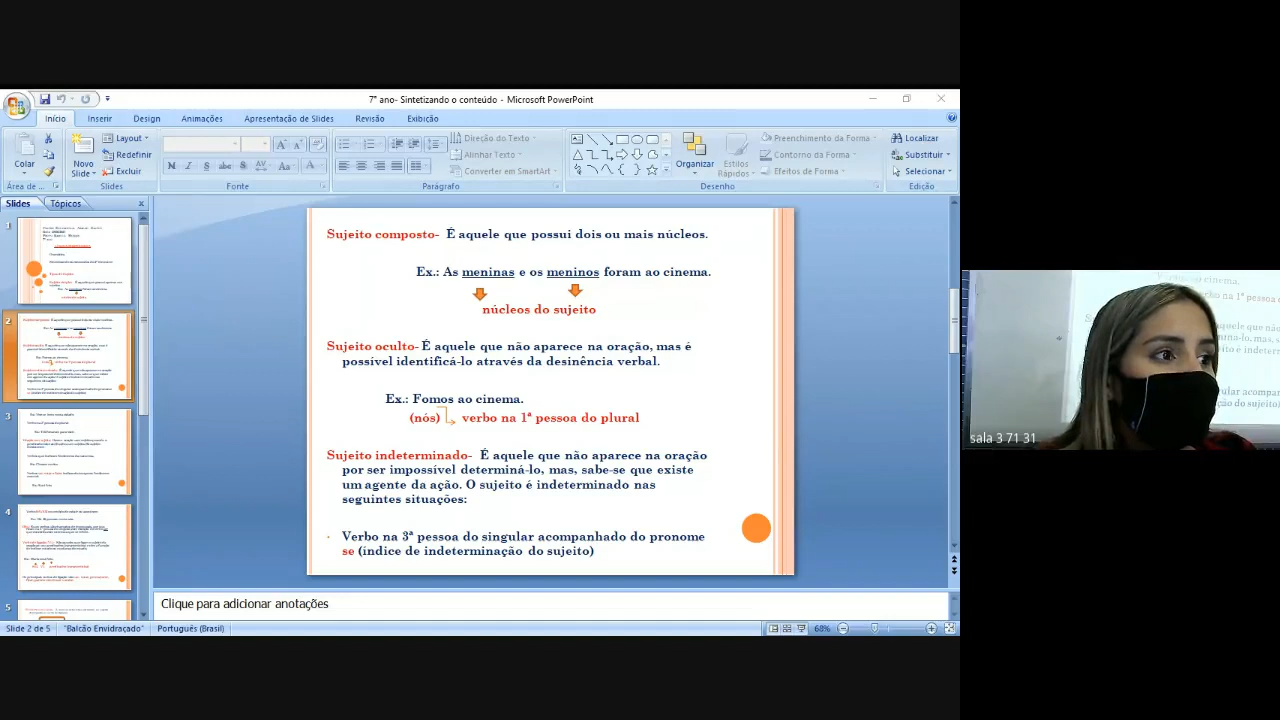 7º ano- Sintetizando o conteúdo - Microsoft PowerPoint
Início Inserir Design Animações Apresentação de Slides Revisão Exibição
Colar
Novo Slide
Layout
Redefinir
Excluir
Direção do Texto
Alinhar Texto
Converter em SmartArt
Organizar
Estilos Rápidos
Preenchimento da Forma
Contorno da Forma
Efeitos de Forma
Localizar
Substituir
Selecionar
Área de ... Slides Fonte Parágrafo Desenho Edição
Slides Tópicos
1
2
3
4
5
Sujeito composto- É aquele que possui dois ou mais núcleos.
Ex.: As meninas e os meninos foram ao cinema.
núcleos do sujeito
Sujeito oculto- É aquele que não aparece na oração, mas é
possível identificá-lo através da desinência verbal.
Ex.: Fomos ao cinema.
(nós) verbo na 1ª pessoa do plural
Sujeito indeterminado- É aquele que não aparece na oração
por ser impossível determiná-lo, mas, sabe-se que existe
um agente da ação. O sujeito é indeterminado nas
seguintes situações:
Verbo na 3ª pessoa do singular acompanhado do pronome
se (índice de indeterminação do sujeito)
Clique para adicionar anotações
Slide 2 de 5 "Balcão Envidraçado" Português (Brasil) 68%
sala 3 71 31